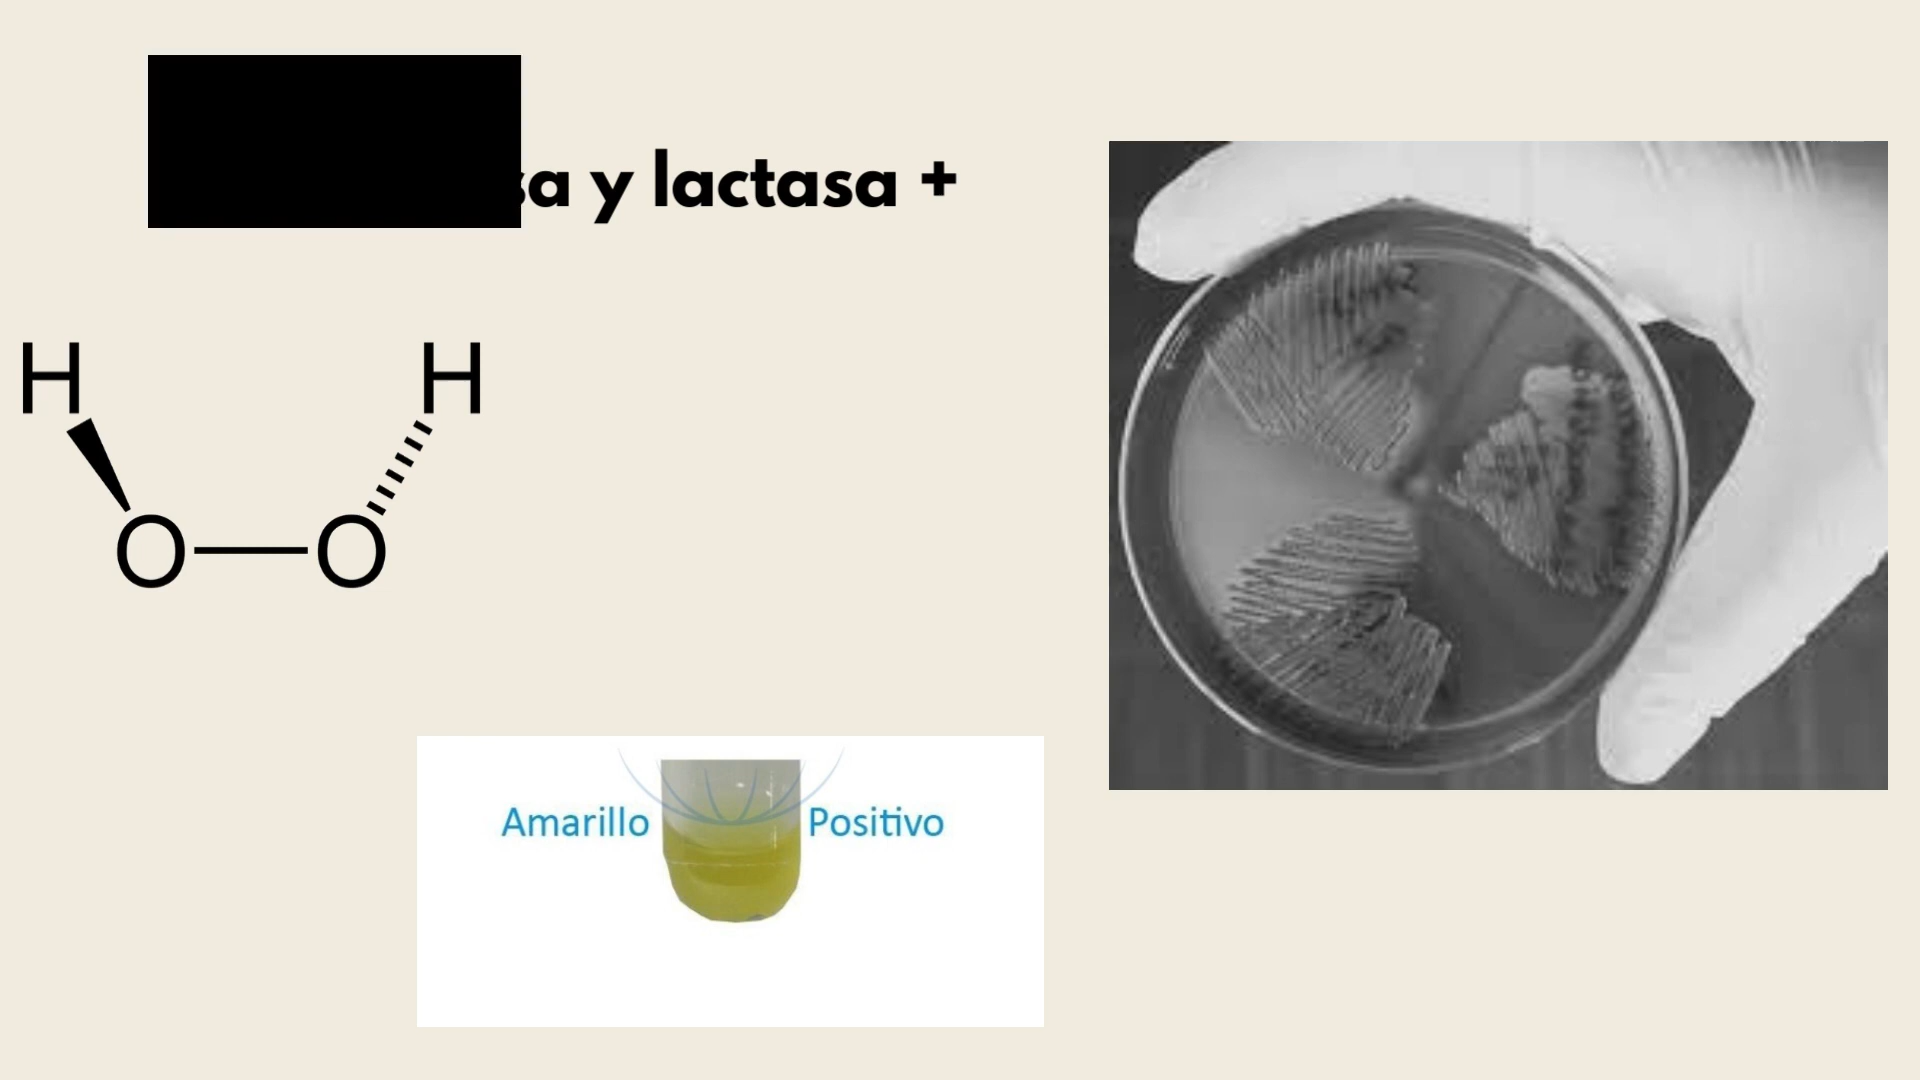 y lactasa +
H H
O O
Amarillo Positivo